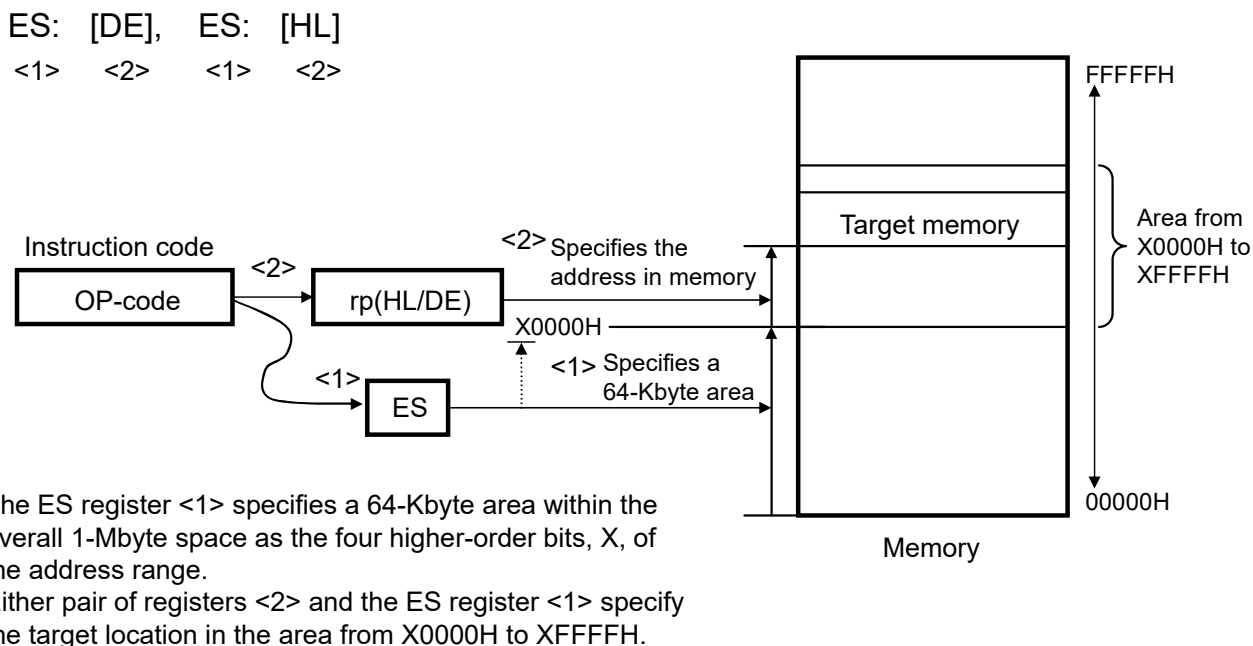 ES: [DE], ES: [HL]
<1> <2> <1> <2>
FFFFFH
Target memory
Area from
X0000H to
XFFFFH
Instruction code
OP-code
<2>
rp(HL/DE)
<2> Specifies the
address in memory
X0000H
<1>
ES
<1> Specifies a
64-Kbyte area
00000H
Memory
he ES register <1> specifies a 64-Kbyte area within the
verall 1-Mbyte space as the four higher-order bits, X, of
he address range.
ither pair of registers <2> and the ES register <1> specify
he target location in the area from X0000H to XFFFFH.